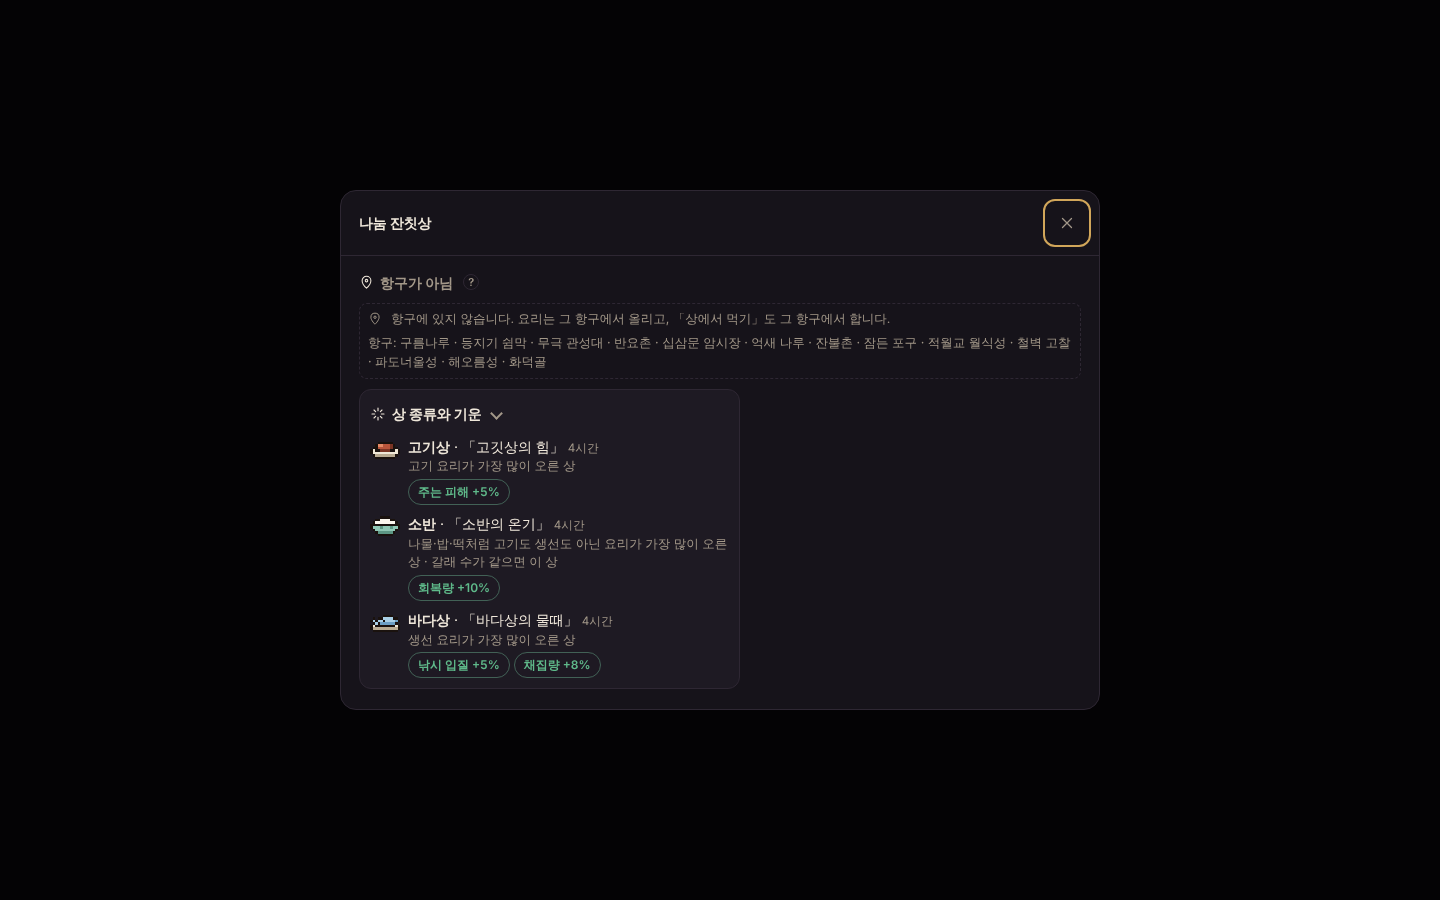 나눔 잔칫상
항구가 아님 ?
항구에 있지 않습니다. 요리는 그 항구에서 올리고, 「상에서 먹기」도 그 항구에서 합니다.
항구: 구름나루 · 등지기 쉼막 · 무극 관성대 · 반요촌 · 십삼문 암시장 · 억새 나루 · 잔불촌 · 잠든 포구 · 적월교 월식성 · 철벽 고찰
· 파도너울성 · 해오름성 · 화덕골
상 종류와 기운
고기상 · 「고깃상의 힘」 4시간
고기 요리가 가장 많이 오른 상
주는 피해 +5%
소반 · 「소반의 온기」 4시간
나물·밥·떡처럼 고기도 생선도 아닌 요리가 가장 많이 오른
상 · 갈래 수가 같으면 이 상
회복량 +10%
바다상 · 「바다상의 물때」 4시간
생선 요리가 가장 많이 오른 상
낚시 입질 +5% 채집량 +8%